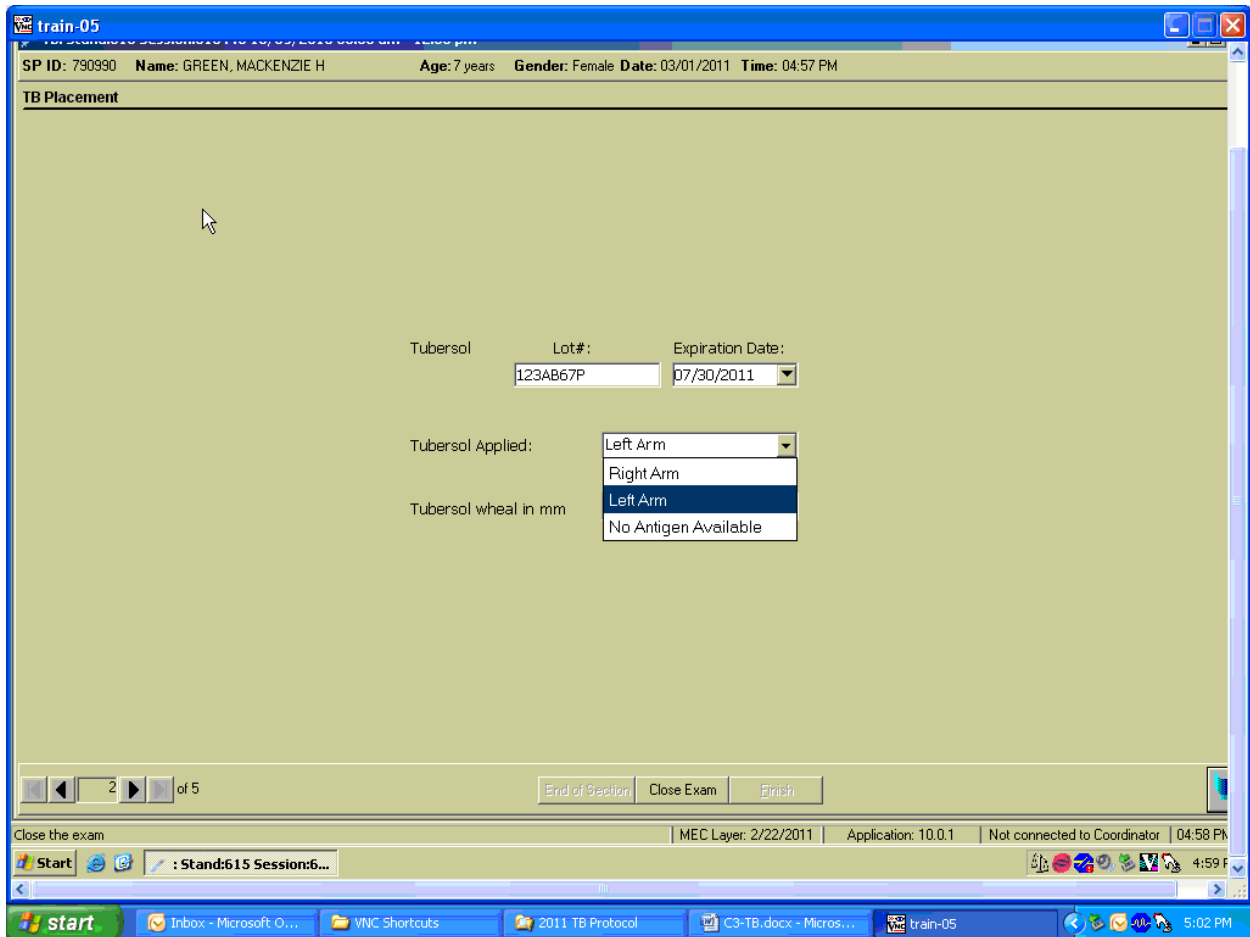 train-05
SP ID: 790990 Name: GREEN, MACKENZIE H Age: 7 years Gender: Female Date: 03/01/2011 Time: 04:57 PM
TB Placement
Tubersol Lot#: Expiration Date:
123AB67P 07/30/2011
Tubersol Applied: Left Arm
Right Arm
Left Arm
Tubersol wheal in mm
No Antigen Available
2 of 5 End of Section Close Exam Finish
Close the exam MEC Layer: 2/22/2011 Application: 10.0.1 Not connected to Coordinator 04:58 PM
Start : Stand:615 Session:6... 4:59
start Inbox - Microsoft O... VNC Shortcuts 2011 TB Protocol C3-TB.docx - Micros... train-05 5:02 PM